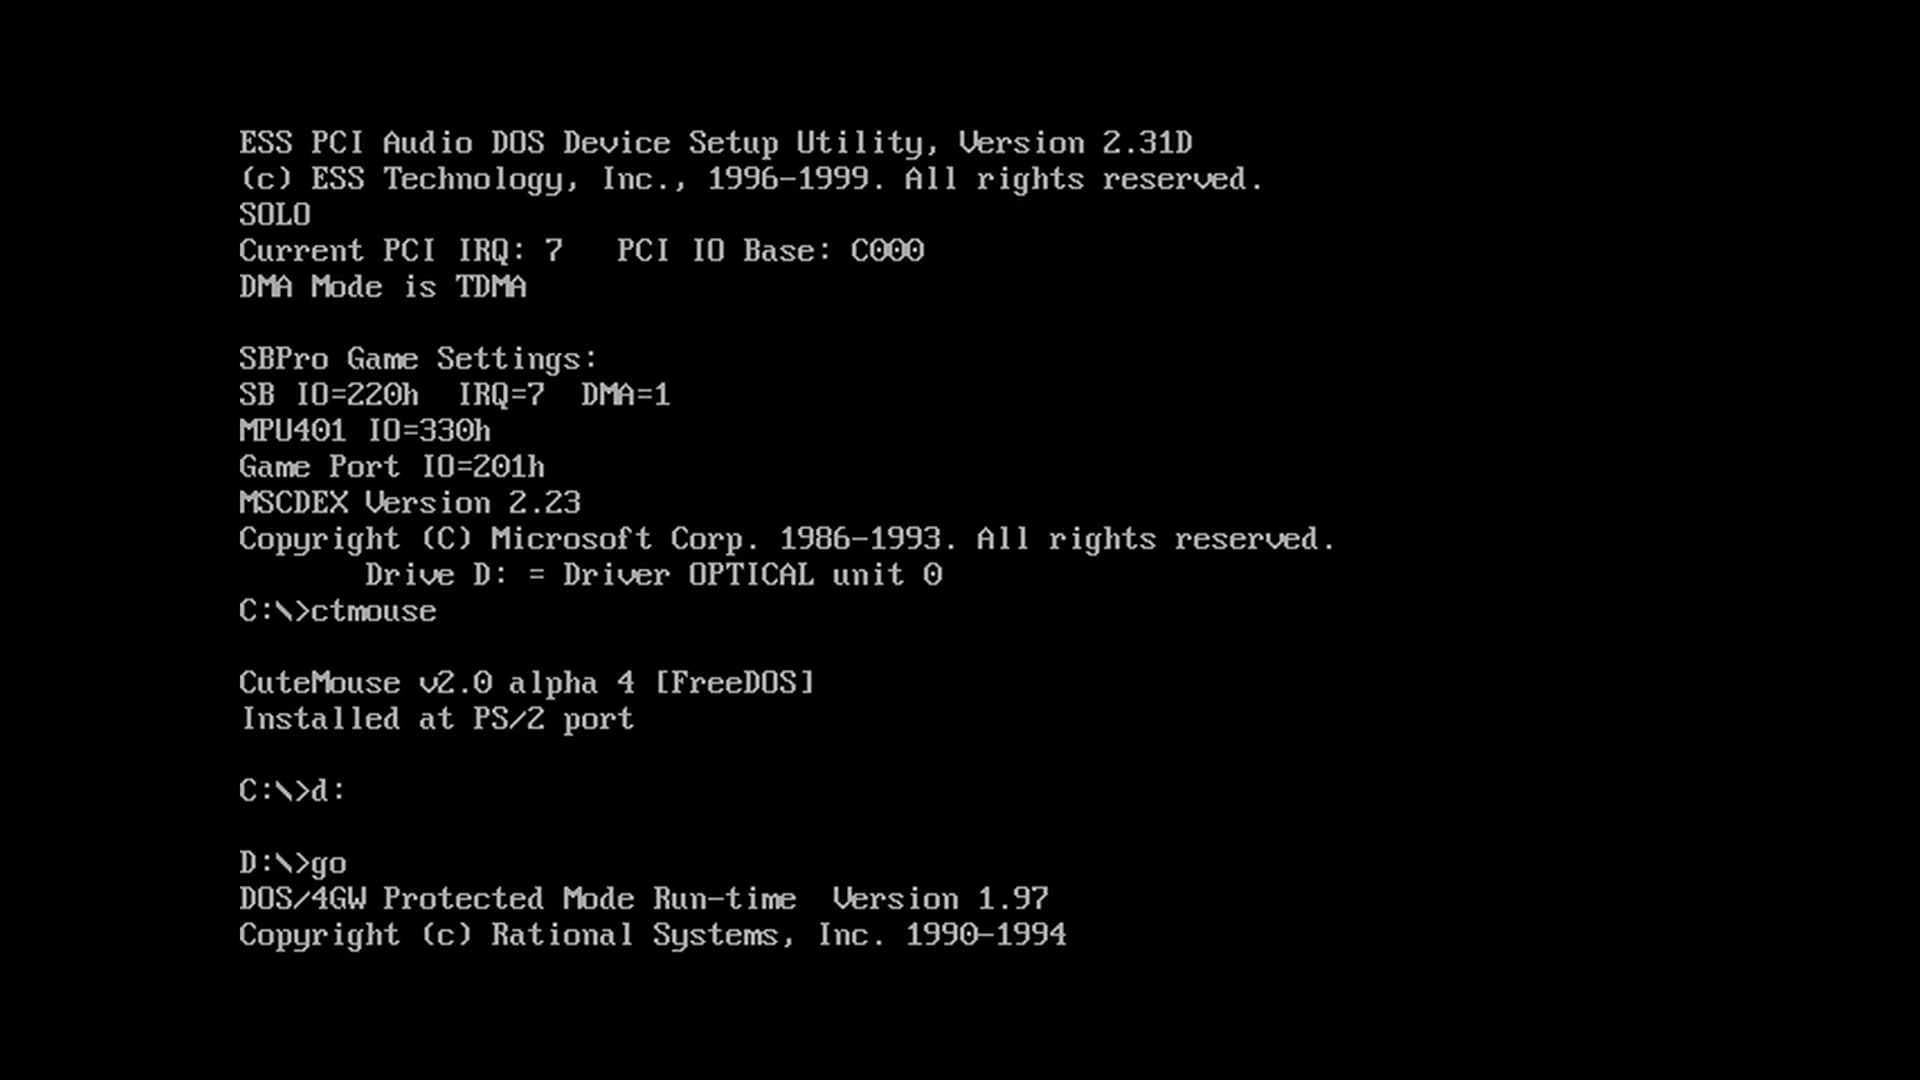 ESS PCI Audio DOS Device Setup Utility, Version 2.31D
(c) ESS Technology, Inc., 1996-1999. All rights reserved.
SOLO
Current PCI IRQ: 7   PCI IO Base: C000
DMA Mode is TDMA
SBPro Game Settings:
SB IO=220h  IRQ=7  DMA=1
MPU401 IO=330h
Game Port IO=201h
MSCDEX Version 2.23
Copyright (C) Microsoft Corp. 1986-1993. All rights reserved.
       Drive D: = Driver OPTICAL unit 0
C:\>ctmouse
CuteMouse v2.0 alpha 4 [FreeDOS]
Installed at PS/2 port
C:\>d:
D:\>go
DOS/4GW Protected Mode Run-time  Version 1.97
Copyright (c) Rational Systems, Inc. 1990-1994